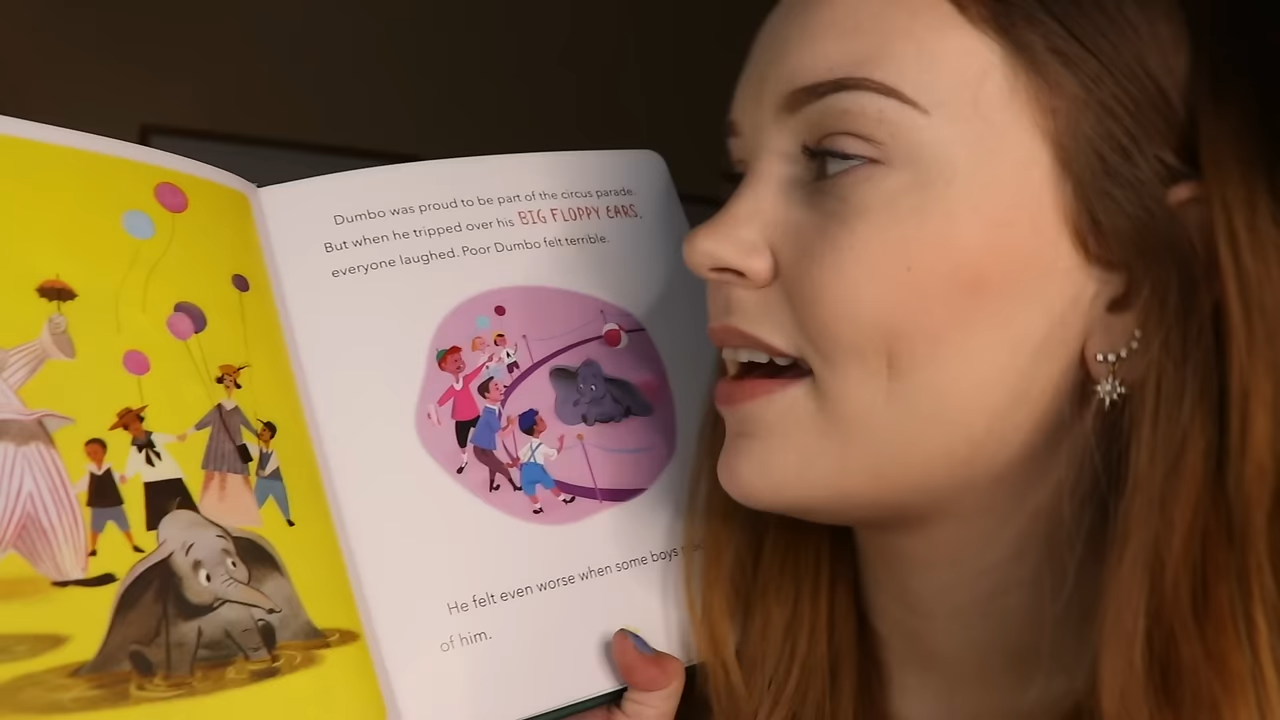 Dumbo was proud to be part of the circus parade.
But when he tripped over his BIG FLOPPY EARS,
everyone laughed. Poor Dumbo felt terrible.
He felt even worse when some boys
of him.